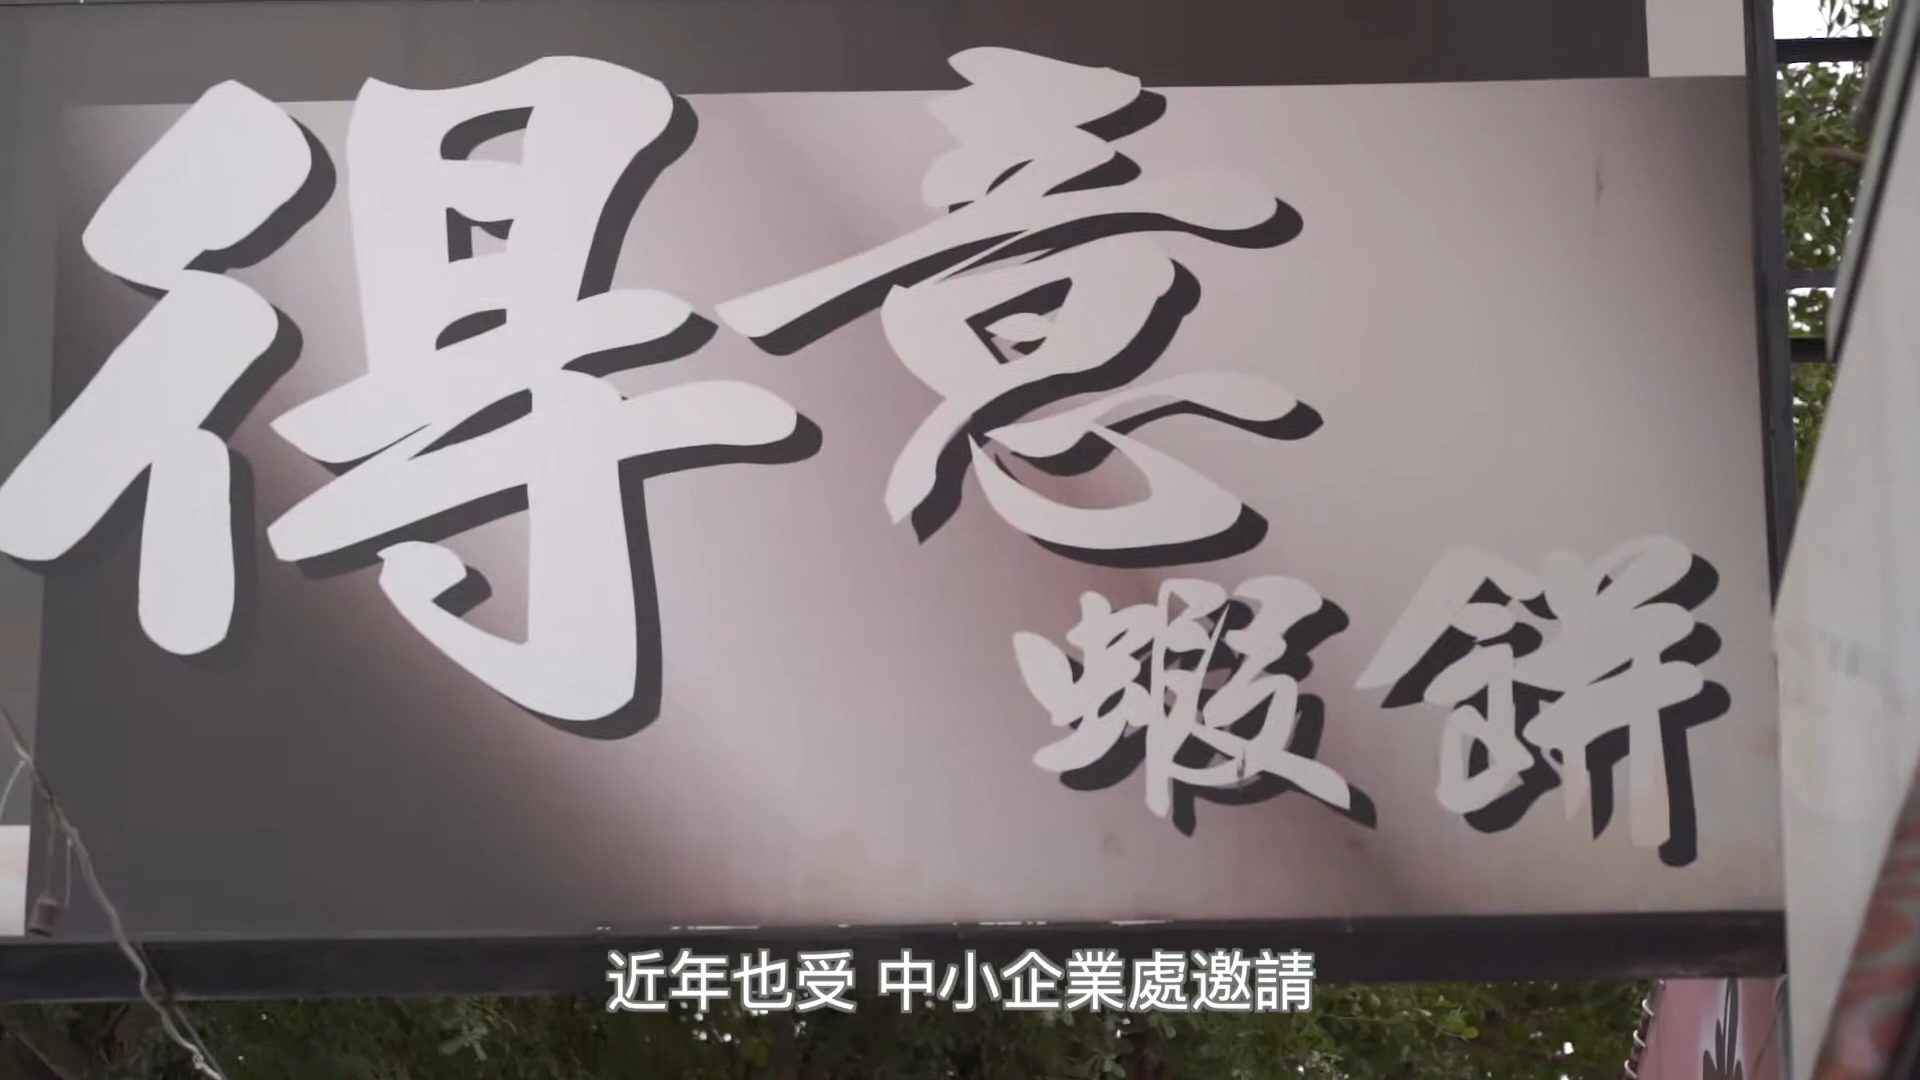 得意
蝦餅
近年也受 中小企業處邀請